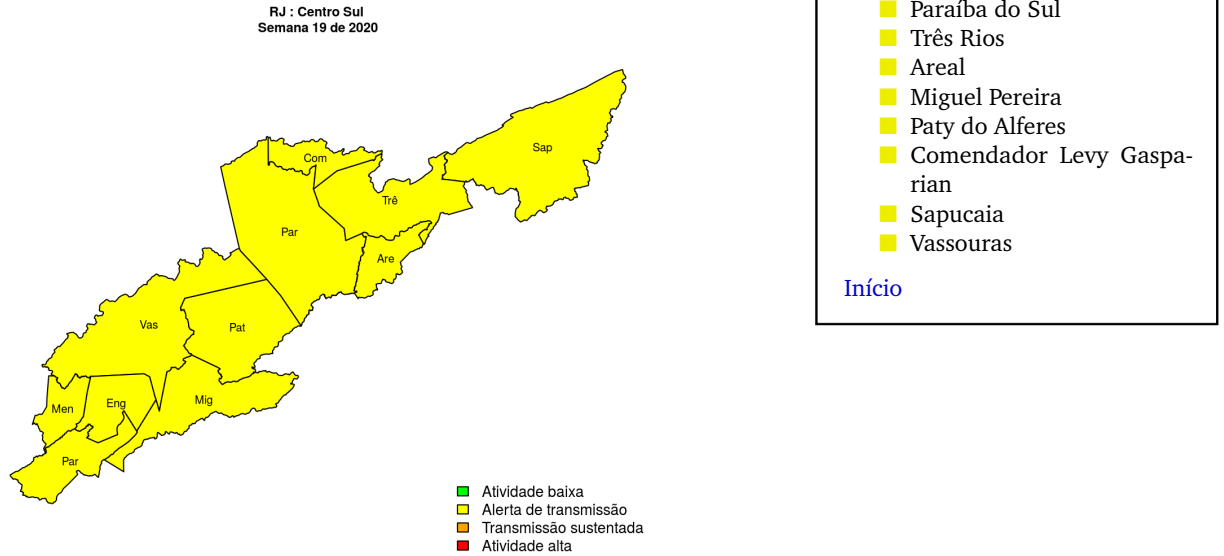 RJ : Centro Sul
Semana 19 de 2020
Sap
Com
Trê
Par
Are
Vas
Pat
Men
Eng
Mig
Par
Atividade baixa
Alerta de transmissão
Transmissão sustentada
Atividade alta
Paraíba do Sul
Três Rios
Areal
Miguel Pereira
Paty do Alferes
Comendador Levy Gaspa-
rian
Sapucaia
Vassouras
Início